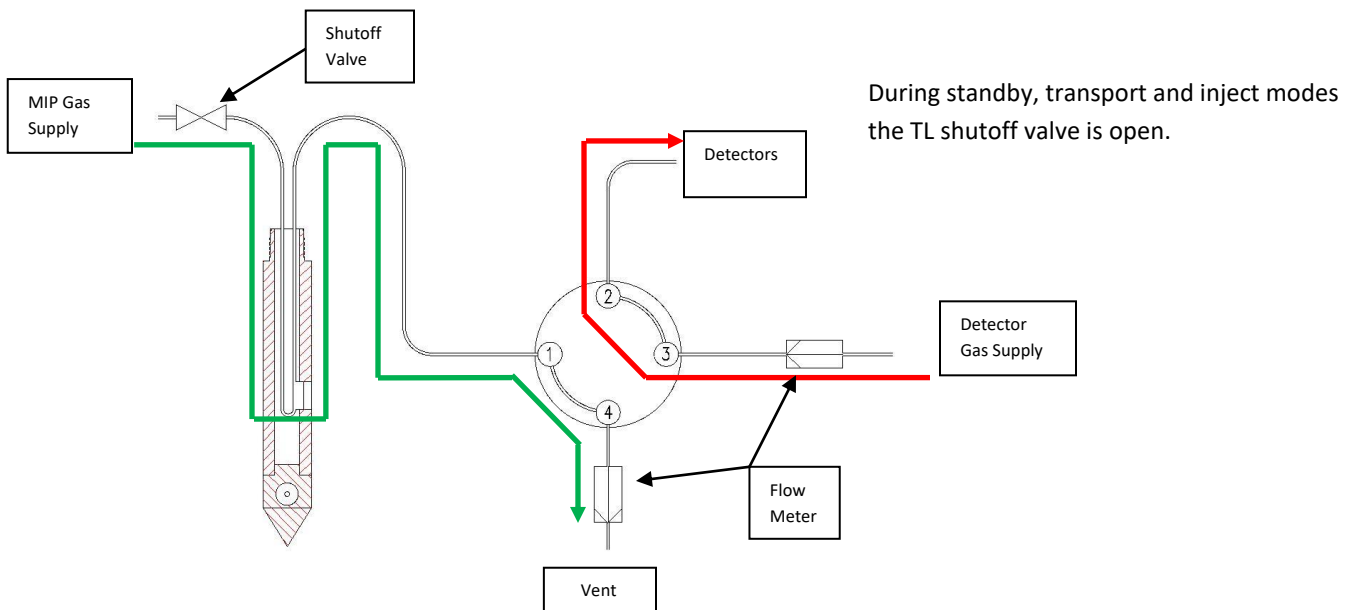 Shutoff
Valve
MIP Gas
Supply
During standby, transport and inject modes
the TL shutoff valve is open.
Detectors
2
Detector
Gas Supply
1
3
4
Flow
Meter
Vent